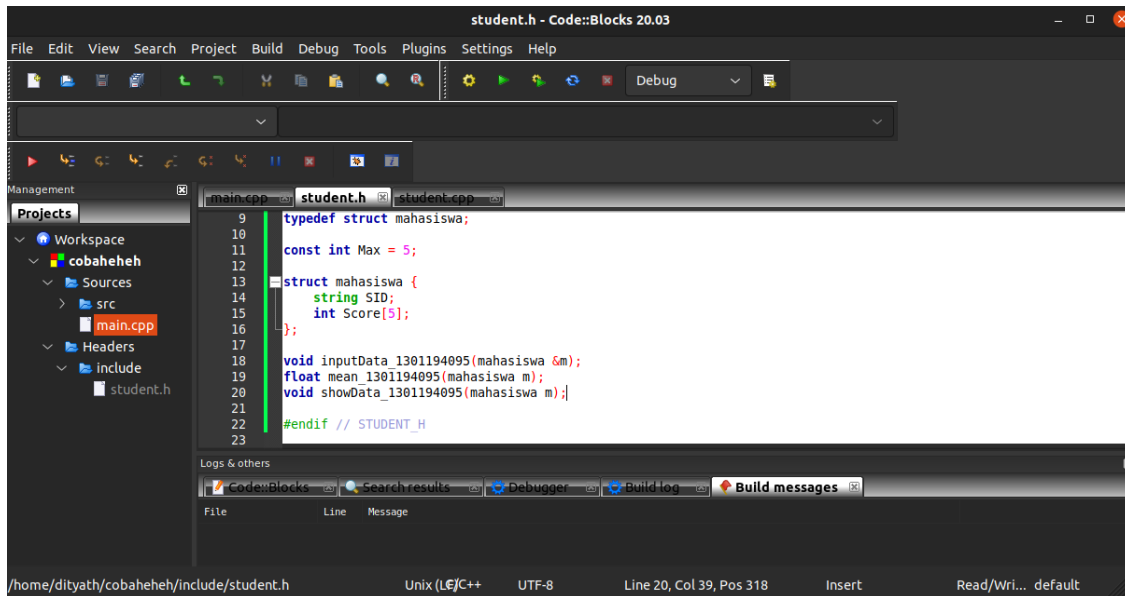 student.h - Code::Blocks 20.03
File Edit View Search Project Build Debug Tools Plugins Settings Help
Debug
Management
Projects
Workspace
cobaheheh
Sources
src
main.cpp
Headers
include
student.h
main.cpp student.h student.cpp
9 typedef struct mahasiswa;
10
11 const int Max = 5;
12
13 struct mahasiswa {
14 string SID;
15 int Score[5];
16 };
17
18 void inputData_1301194095(mahasiswa &m);
19 float mean_1301194095(mahasiswa m);
20 void showData_1301194095(mahasiswa m);
21
22 #endif // STUDENT_H
23
Logs & others
Code::Blocks Search results Debugger Build log Build messages
File Line Message
/home/dityath/cobaheheh/include/student.h Unix (LF) C/C++ UTF-8 Line 20, Col 39, Pos 318 Insert Read/Wri... default